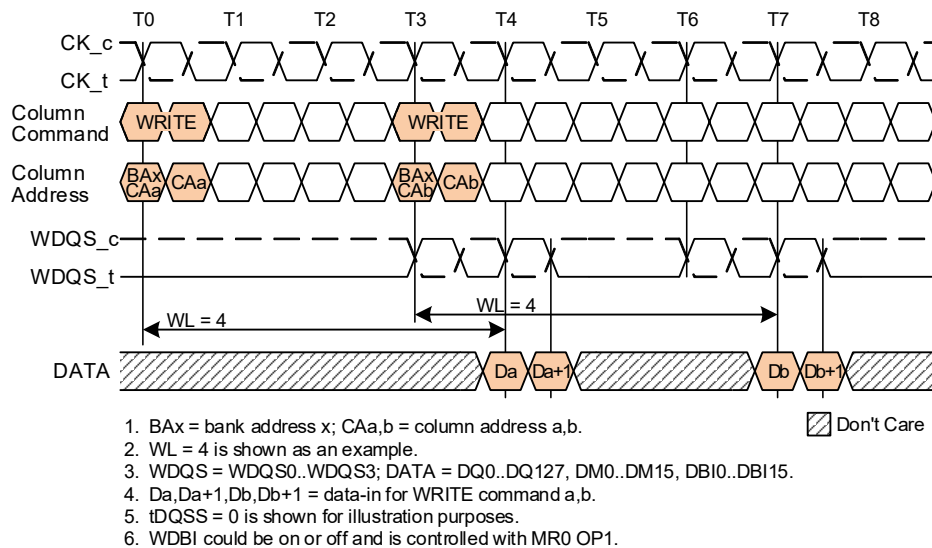 T0 T1 T2 T3 T4 T5 T6 T7 T8
CK_c
CK_t
Column
Command
WRITE WRITE
Column
Address
BAx
CAa
CAa
BAx
CAb
CAb
WDQS_c
WDQS_t
WL = 4
WL = 4
DATA
Da Da+1 Db Db+1
Don't Care
1. BAx = bank address x; CAa,b = column address a,b.
2. WL = 4 is shown as an example.
3. WDQS = WDQS0..WDQS3; DATA = DQ0..DQ127, DM0..DM15, DBI0..DBI15.
4. Da,Da+1,Db,Db+1 = data-in for WRITE command a,b.
5. tDQSS = 0 is shown for illustration purposes.
6. WDBI could be on or off and is controlled with MR0 OP1.